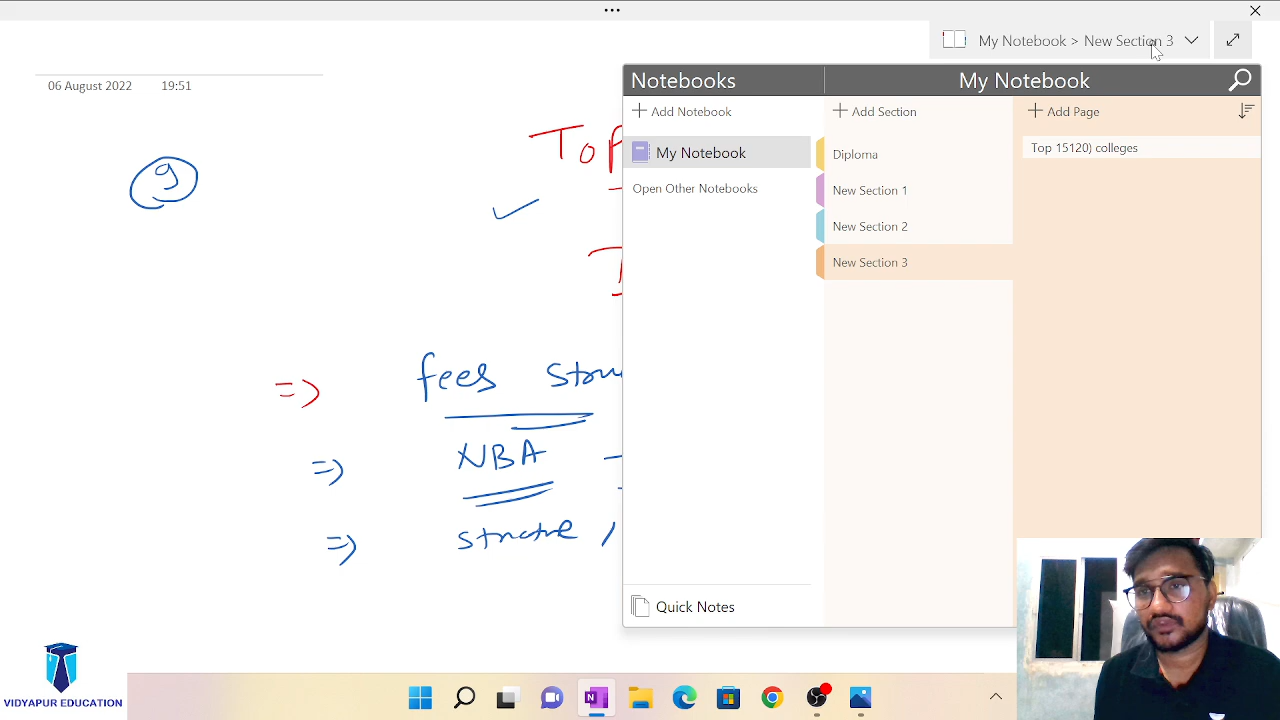 My Notebook > New Section 3
06 August 2022 19:51
Notebooks
My Notebook
Add Notebook
Add Section
Add Page
My Notebook
Open Other Notebooks
Diploma
New Section 1
New Section 2
New Section 3
Top 15120) colleges
9
Top
fees
NBA
Quick Notes
VIDYAPUR EDUCATION